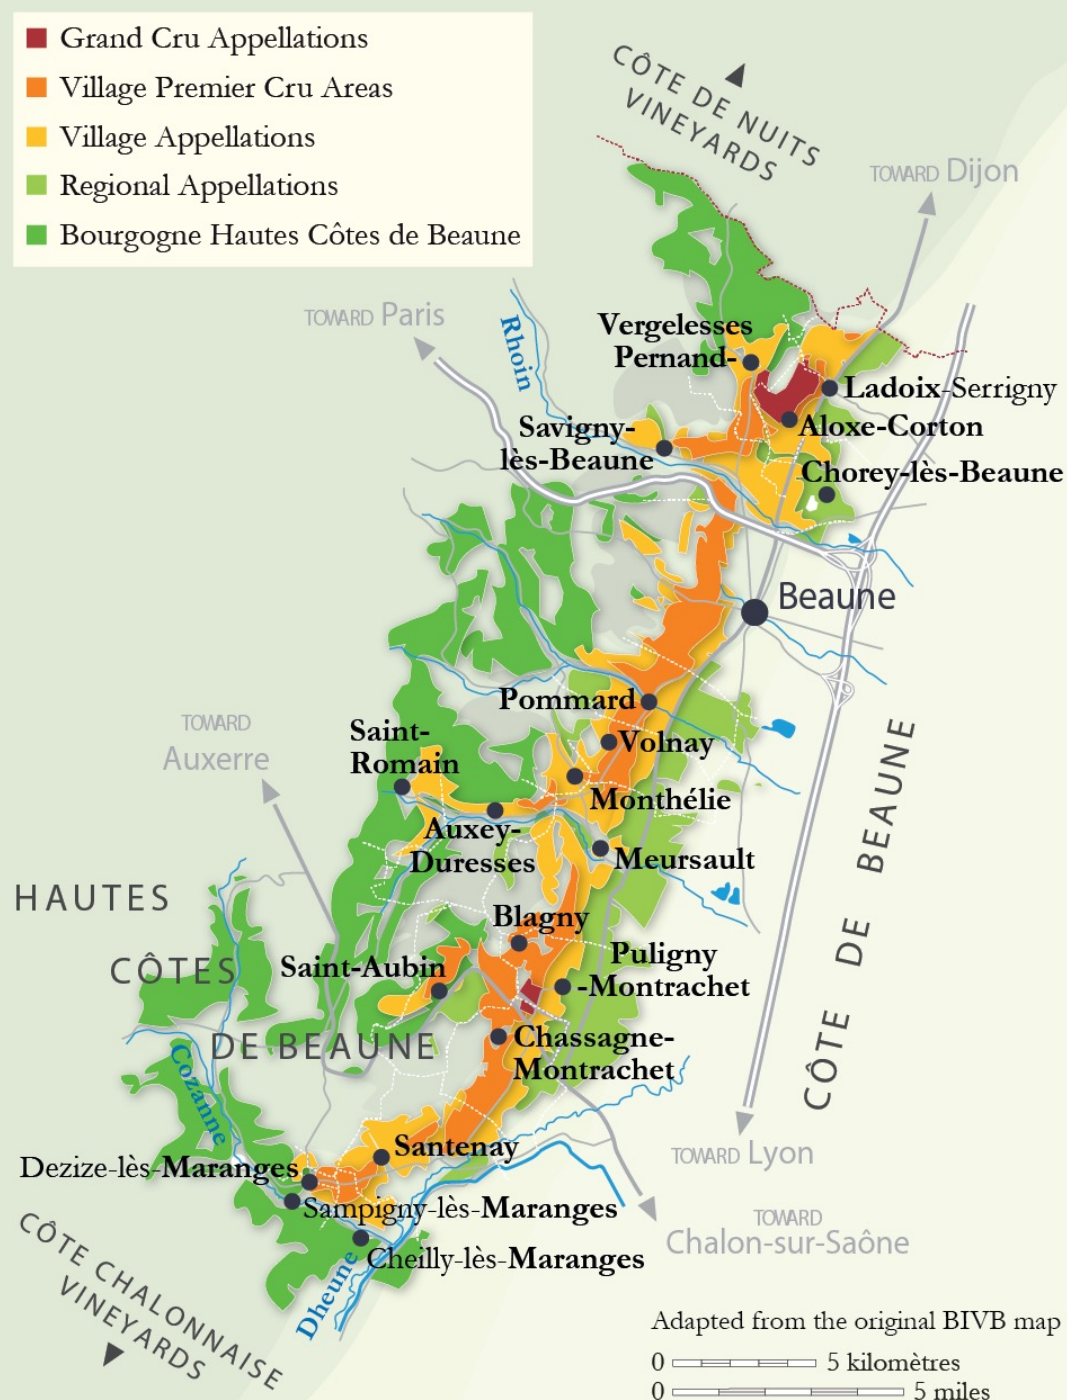 Grand Cru Appellations
Village Premier Cru Areas
Village Appellations
Regional Appellations
Bourgogne Hautes Côtes de Beaune
CÔTE DE NUITS
VINEYARDS
TOWARD Dijon
TOWARD Paris
Rhoin
Vergelesses
Pernand-
Ladoix-Serrigny
Aloxe-Corton
Savigny-
lès-Beaune
Chorey-lès-Beaune
Beaune
Pommard
Volnay
TOWARD
Auxerre
Saint-
Romain
Monthélie
Auxey-
Duresses
Meursault
CÔTE DE BEAUNE
HAUTES
CÔTES
DE BEAUNE
Blagny
Saint-Aubin
Puligny
-Montrachet
Chassagne-
Montrachet
Cozanne
Santenay
TOWARD Lyon
Dezize-lès-Maranges
Sampigny-lès-Maranges
Cheilly-lès-Maranges
TOWARD
Chalon-sur-Saône
Dheune
CÔTE CHALONNAISE
VINEYARDS
Adapted from the original BIVB map
0 5 kilomètres
0 5 miles